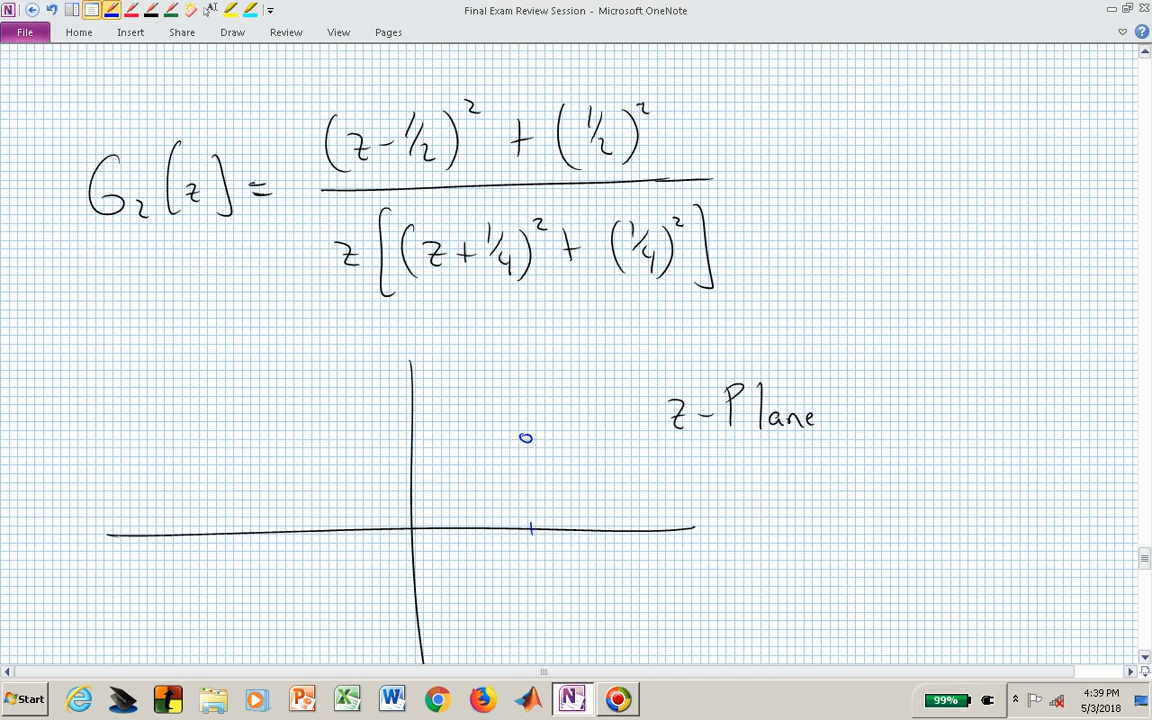 Final Exam Review Session - Microsoft OneNote
File Home Insert Share Draw Review View Pages
(z-1/2)² + (1/2)²
G₂[z] =
z[(z+1/4)² + (1/4)²]
z-Plane
Start
99%
4:39 PM
5/3/2018